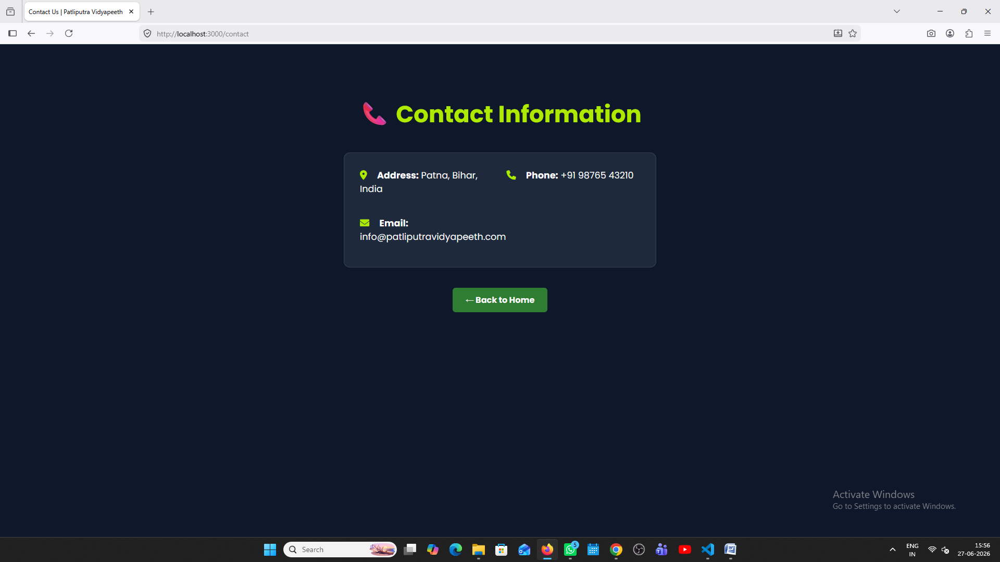 Contact Us | Patliputra Vidyapeeth
http://localhost:3000/contact
Contact Information
Address: Patna, Bihar,
India
Phone: +91 98765 43210
Email:
info@patliputravidyapeeth.com
← Back to Home
Activate Windows
Go to Settings to activate Windows.
Search
5
ENG
IN
15:56
27-06-2026